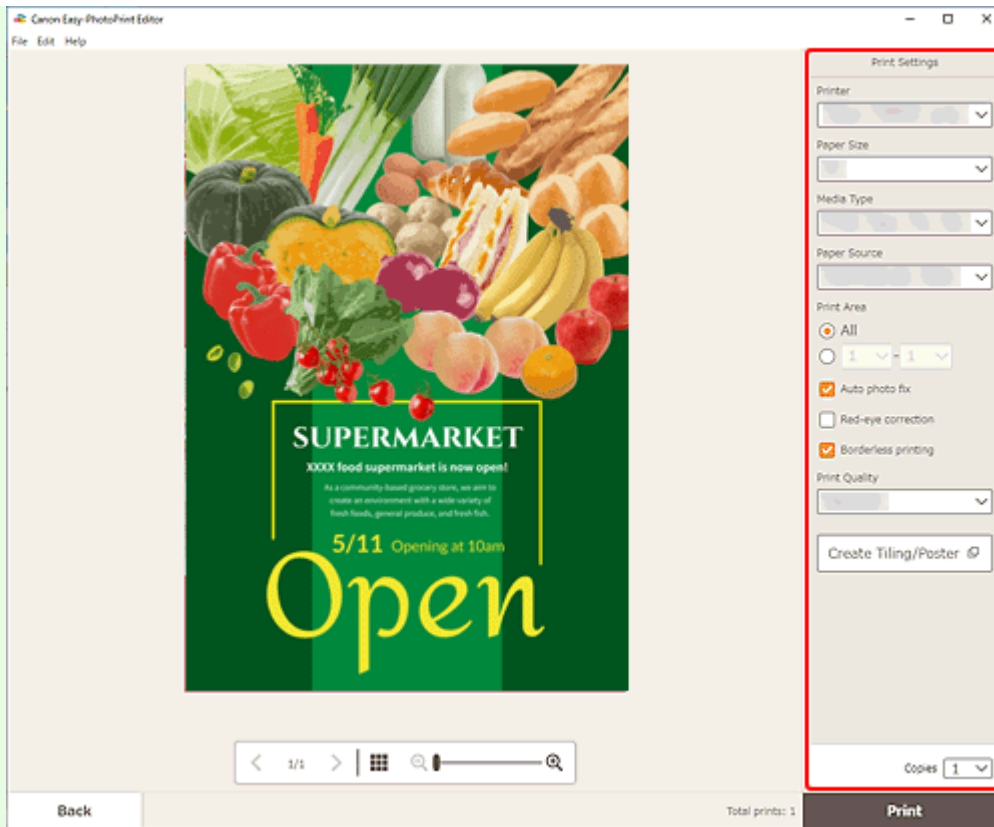 Canon Easy-PhotoPrint Editor
File Edit Help
SUPERMARKET
XXXX food supermarket is now open!
As a community-based grocery store, we aim to
create an environment with a wide variety of
fresh foods, general produce, and fresh fish.
5/11 Opening at 10am
Open
1/1
Back
Print Settings
Printer
Paper Size
Media Type
Paper Source
Print Area
All
1 - 1
Auto photo fix
Red-eye correction
Borderless printing
Print Quality
Create Tiling/Poster
Copies 1
Total prints: 1
Print